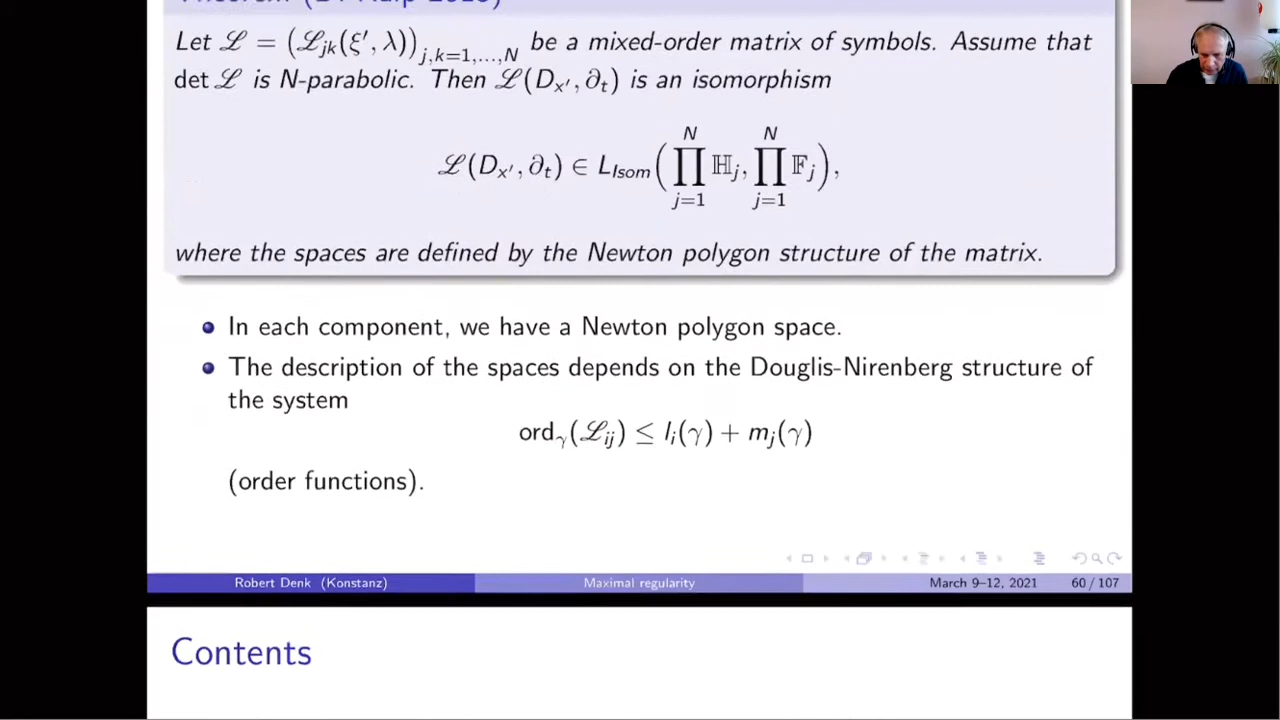 Let ℒ = (ℒ_{jk}(ξ′, λ))_{j,k=1,...,N} be a mixed-order matrix of symbols. Assume that
det ℒ is N-parabolic. Then ℒ(D_{x′}, ∂_t) is an isomorphism
ℒ(D_{x′}, ∂_t) ∈ L_{Isom}(∏_{j=1}^{N} ℍ_j, ∏_{j=1}^{N} 𝔽_j),
where the spaces are defined by the Newton polygon structure of the matrix.
In each component, we have a Newton polygon space.
The description of the spaces depends on the Douglis-Nirenberg structure of
the system
ord_γ(ℒ_{ij}) ≤ l_i(γ) + m_j(γ)
(order functions).
Robert Denk (Konstanz) Maximal regularity March 9–12, 2021 60 / 107
Contents